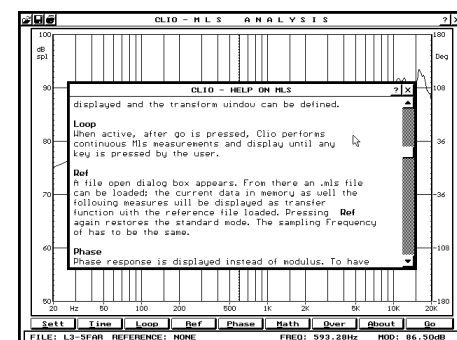 CLIO - MLS ANALYSIS
?
100
180
dB
spl
Deg
90
108
80
36
70
-36
60
-108
50
-180
CLIO - HELP ON MLS
? x
displayed and the transform window can be defined.
Loop
When active, after go is pressed, Clio performs
continuous Mls measurements and display until any
key is pressed by the user.
Ref
A file open dialog box appears. From there an .mls file
can be loaded; the current data in memory as well the
following measures will be displayed as transfer
function with the reference file loaded. Pressing Ref
again restores the standard mode. The sampling Frequency
of has to be the same.
Phase
Phase response is displayed instead of modulus. To have
20 Hz 50 100 200 500 1K 2K 5K 10K 20K
Sett Time Loop Ref Phase Math Over About Go
FILE: L3-5FAR REFERENCE: NONE FREQ: 593.28Hz MOD: 86.50dB